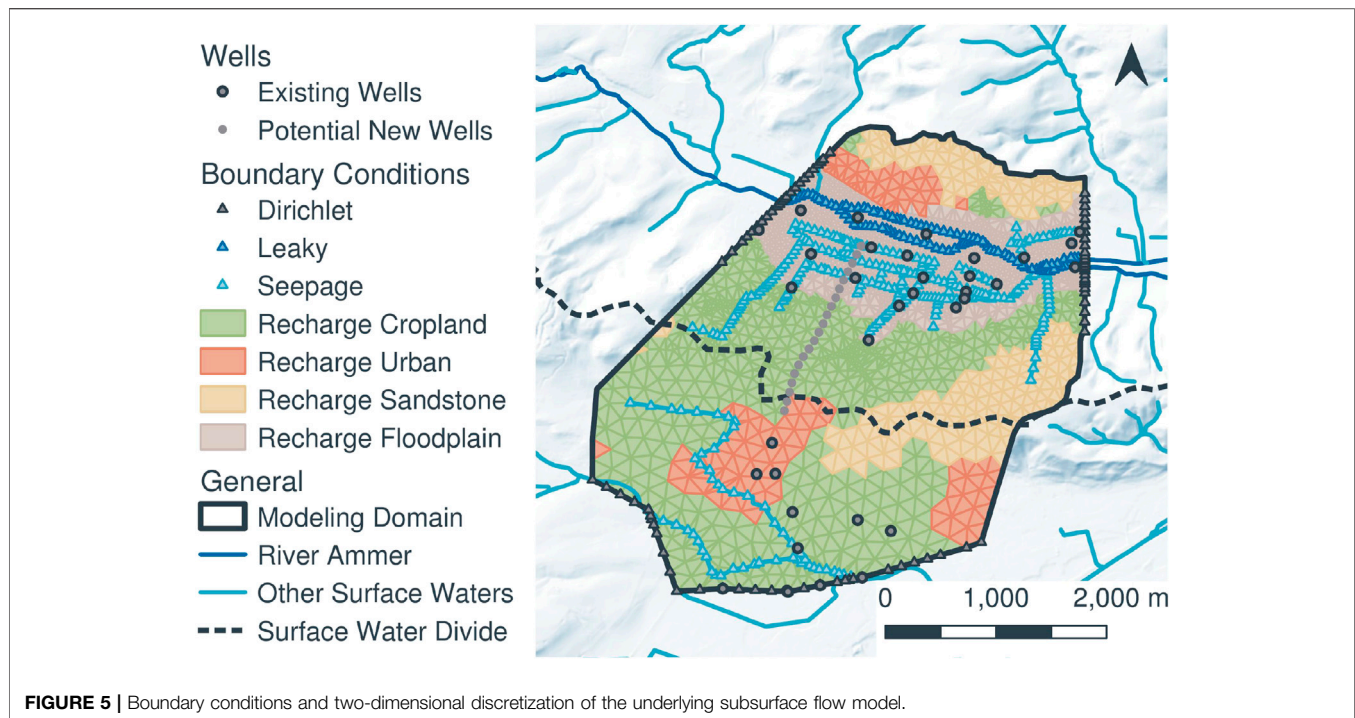 Wells
Existing Wells
Potential New Wells
Boundary Conditions
Dirichlet
Leaky
Seepage
Recharge Cropland
Recharge Urban
Recharge Sandstone
Recharge Floodplain
General
Modeling Domain
River Ammer
Other Surface Waters
Surface Water Divide
0 1,000 2,000 m
FIGURE 5 | Boundary conditions and two-dimensional discretization of the underlying subsurface flow model.